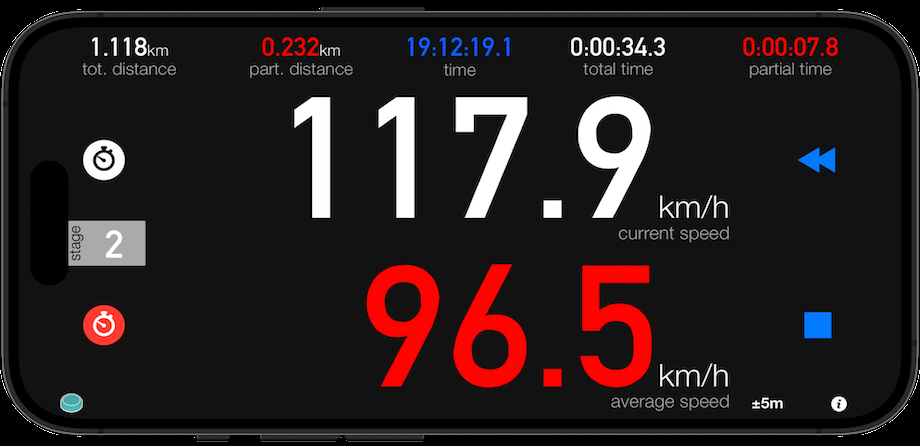 1.118km 0.232km 19:12:19.1 0:00:34.3 0:00:07.8
tot. distance part. distance time total time partial time
117.9 km/h
current speed
stage 2
96.5 km/h
average speed ±5m i